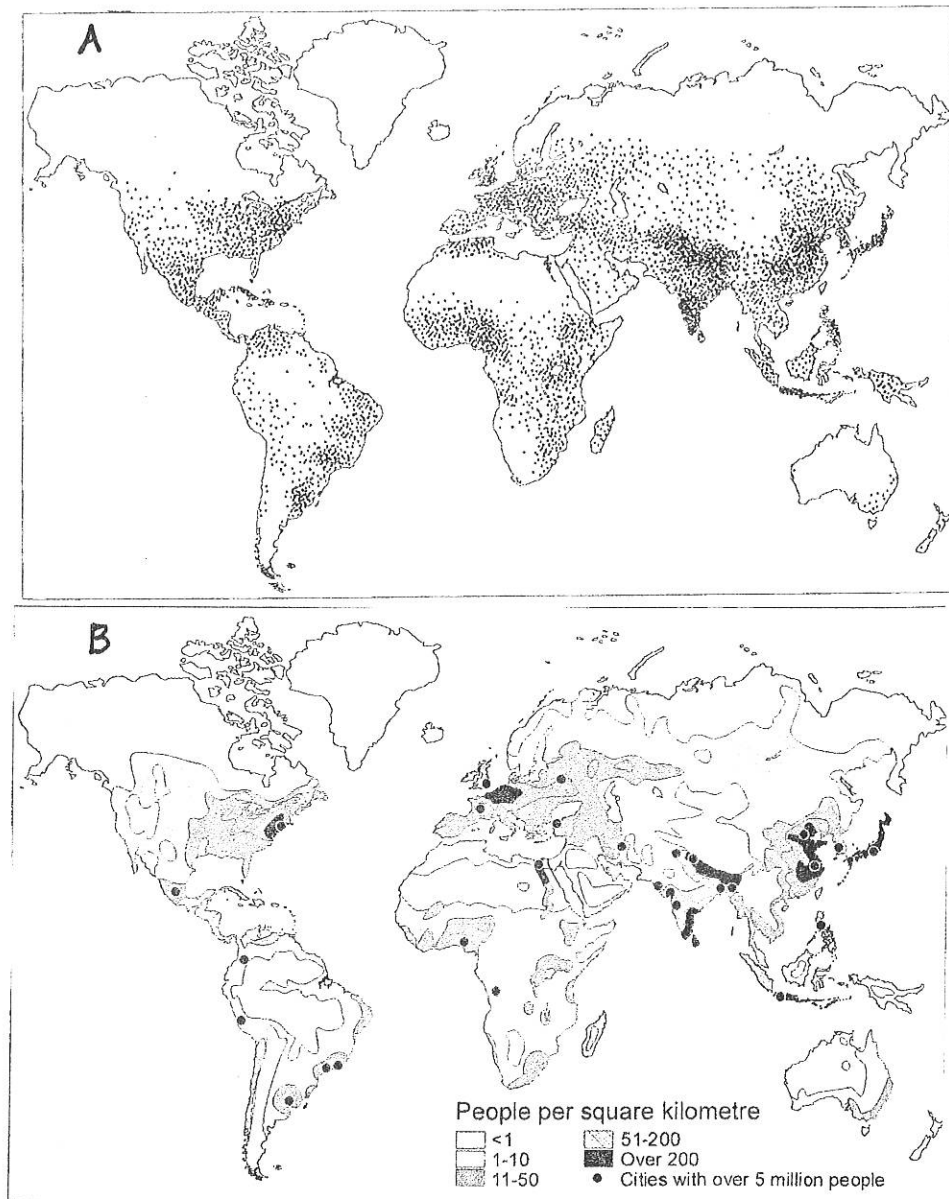 A
B
People per square kilometre
<1
51-200
1-10
Over 200
11-50
Cities with over 5 million people